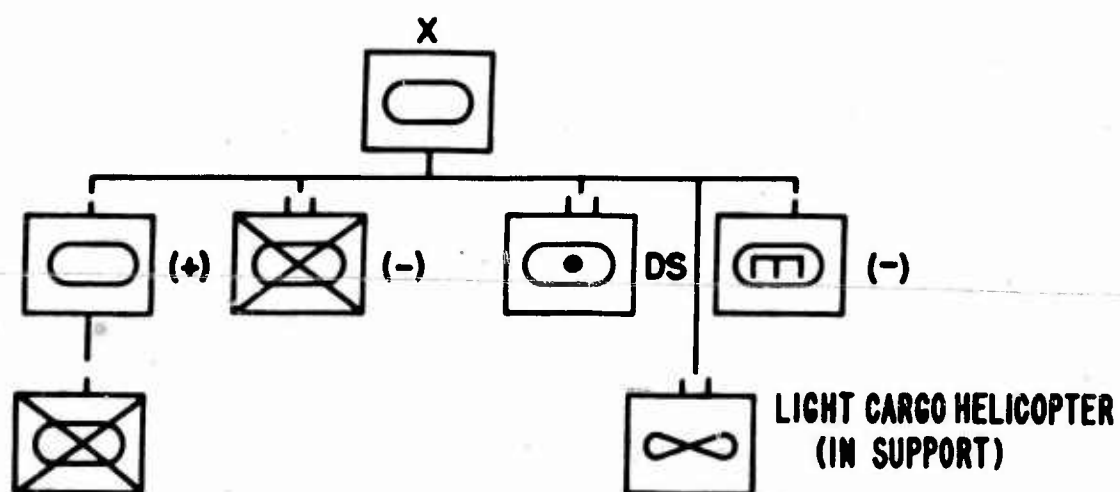 X
(+)
(-)
DS
(-)
LIGHT CARGO HELICOPTER
(IN SUPPORT)